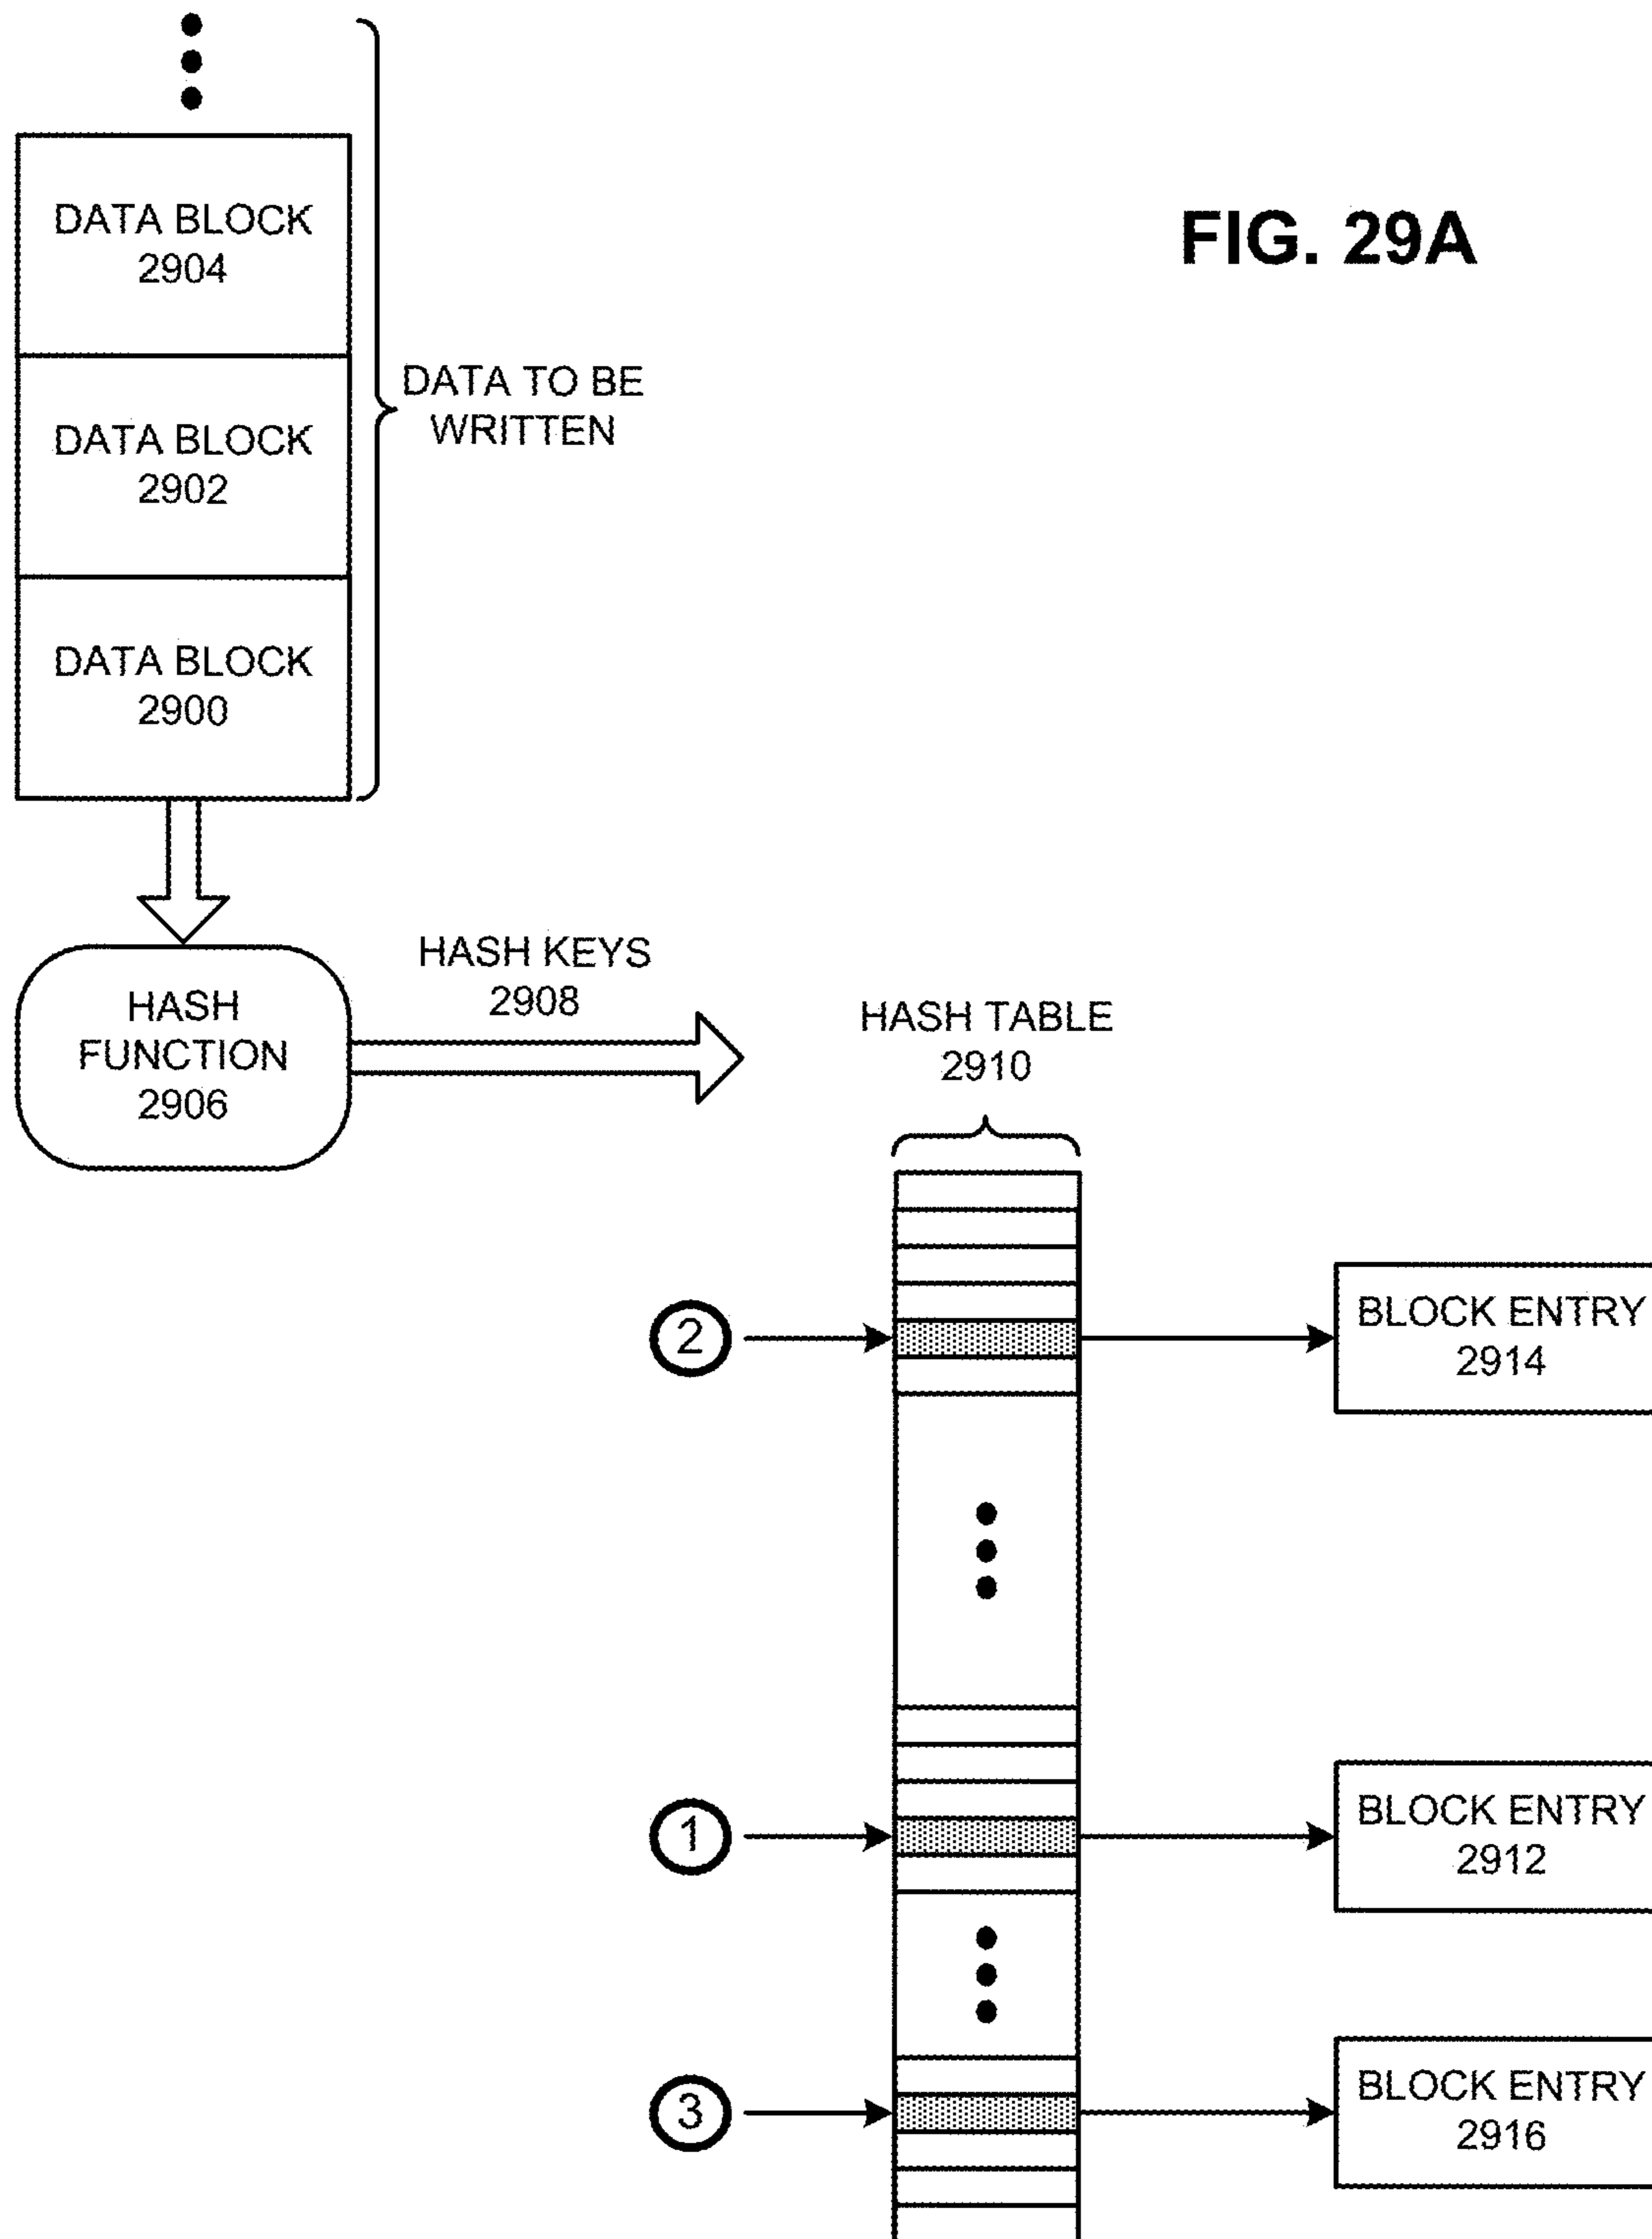 FIG. 29A
DATA BLOCK
2904
DATA BLOCK
2902
DATA BLOCK
2900
DATA TO BE
WRITTEN
HASH
FUNCTION
2906
HASH KEYS
2908
HASH TABLE
2910
2
BLOCK ENTRY
2914
1
BLOCK ENTRY
2912
3
BLOCK ENTRY
2916